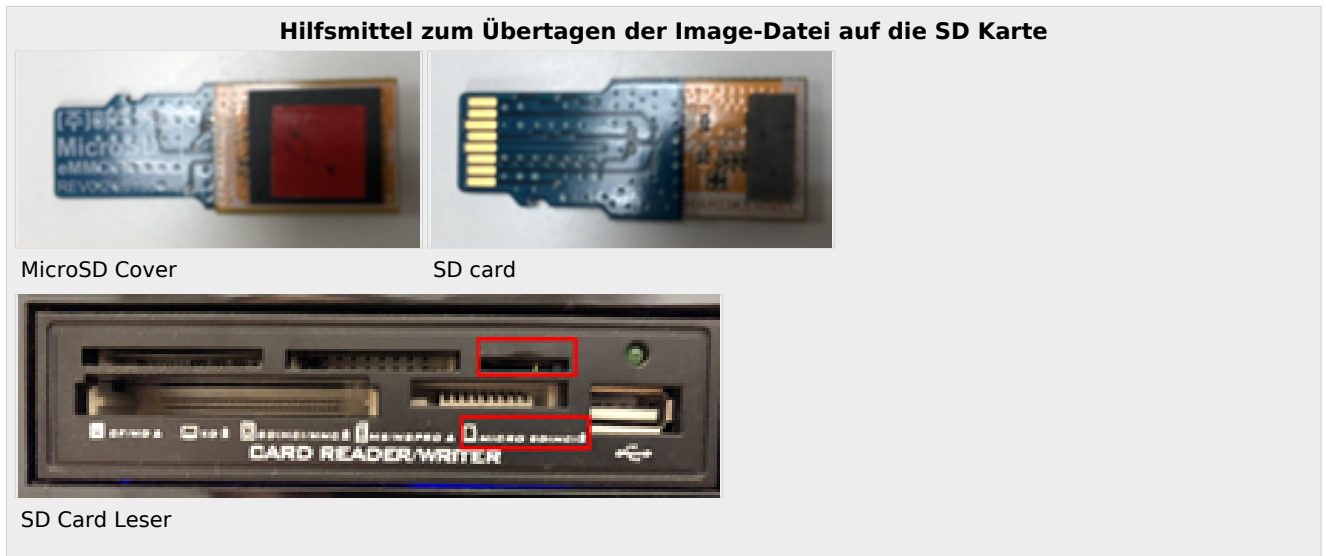 Hilfsmittel zum Übertagen der Image-Datei auf die SD Karte
MicroSD
eMMC
HARDKERNEL
MicroSD Cover
SD card
CARD READER/WRITER
SD Card Leser